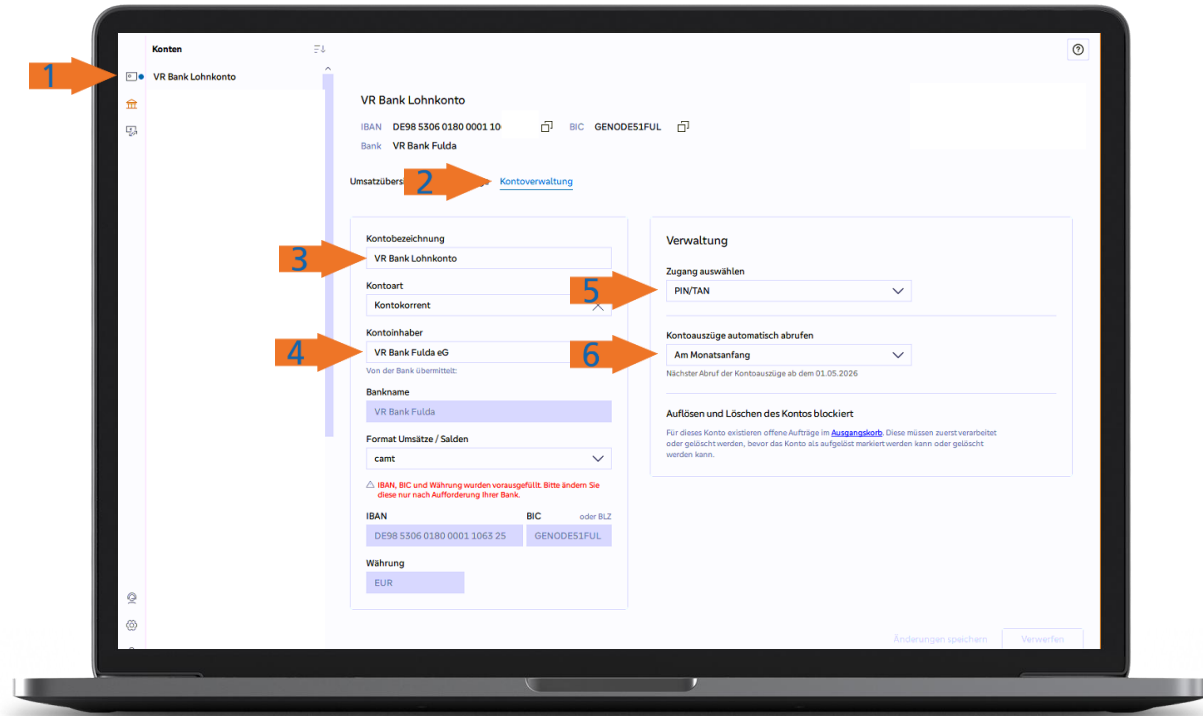 Konten
1
VR Bank Lohnkonto
VR Bank Lohnkonto
IBAN DE98 5306 0180 0001 10 BIC GENODE51FUL
Bank VR Bank Fulda
2
Kontoverwaltung
Kontobezeichnung
3
VR Bank Lohnkonto
Kontoart
Kontokorrent
Kontoinhaber
4
VR Bank Fulda eG
Von der Bank übermittelt:
Bankname
VR Bank Fulda
Format Umsätze / Salden
camt
IBAN, BIC und Währung wurden vorausgefüllt. Bitte ändern Sie
diese nur nach Aufforderung Ihrer Bank.
IBAN BIC oder BLZ
DE98 5306 0180 0001 1063 25 GENODE51FUL
Währung
EUR
Verwaltung
Zugang auswählen
5
PIN/TAN
Kontoauszüge automatisch abrufen
6
Am Monatsanfang
Nächster Abruf der Kontoauszüge ab dem 01.05.2026
Auflösen und Löschen des Kontos blockiert
Für dieses Konto existieren offene Aufträge im Ausgangskorb. Diese müssen zuerst verarbeitet
oder gelöscht werden, bevor das Konto als aufgelöst markiert werden kann oder gelöscht
werden kann.
Änderungen speichern Verwerfen